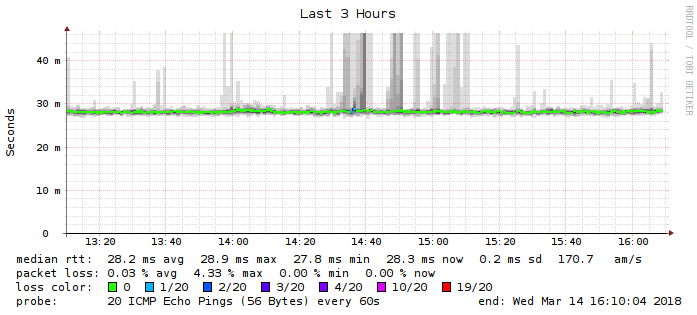 Last 3 Hours
RRDTOOL / TOBI OETIKER
Seconds
40 m
30 m
20 m
10 m
0
13:20 13:40 14:00 14:20 14:40 15:00 15:20 15:40 16:00
median rtt: 28.2 ms avg 28.9 ms max 27.8 ms min 28.3 ms now 0.2 ms sd 170.7 am/s
packet loss: 0.03 % avg 4.33 % max 0.00 % min 0.00 % now
loss color: 0 1/20 2/20 3/20 4/20 10/20 19/20
probe: 20 ICMP Echo Pings (56 Bytes) every 60s end: Wed Mar 14 16:10:04 2018